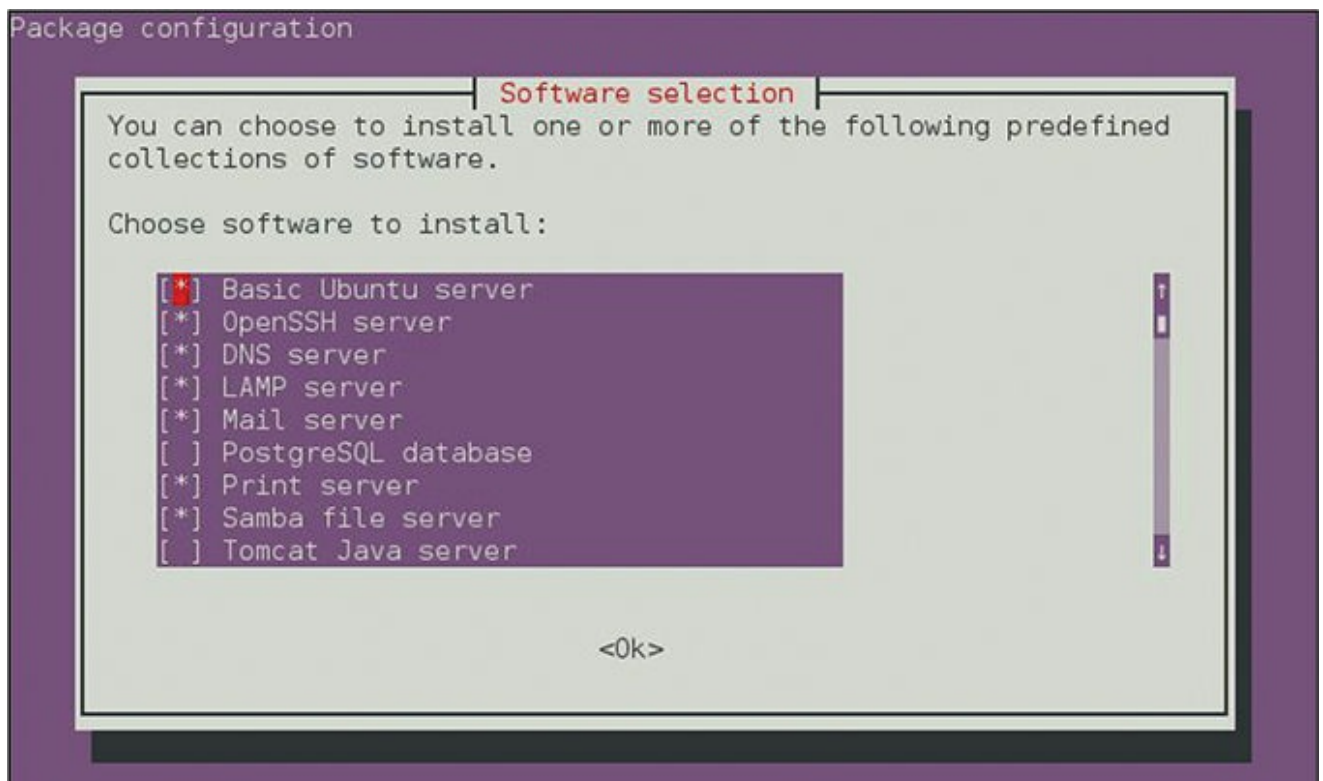 Package configuration
Software selection
You can choose to install one or more of the following predefined
collections of software.
Choose software to install:
[*] Basic Ubuntu server
[*] OpenSSH server
[*] DNS server
[*] LAMP server
[*] Mail server
[ ] PostgreSQL database
[*] Print server
[*] Samba file server
[ ] Tomcat Java server
<Ok>